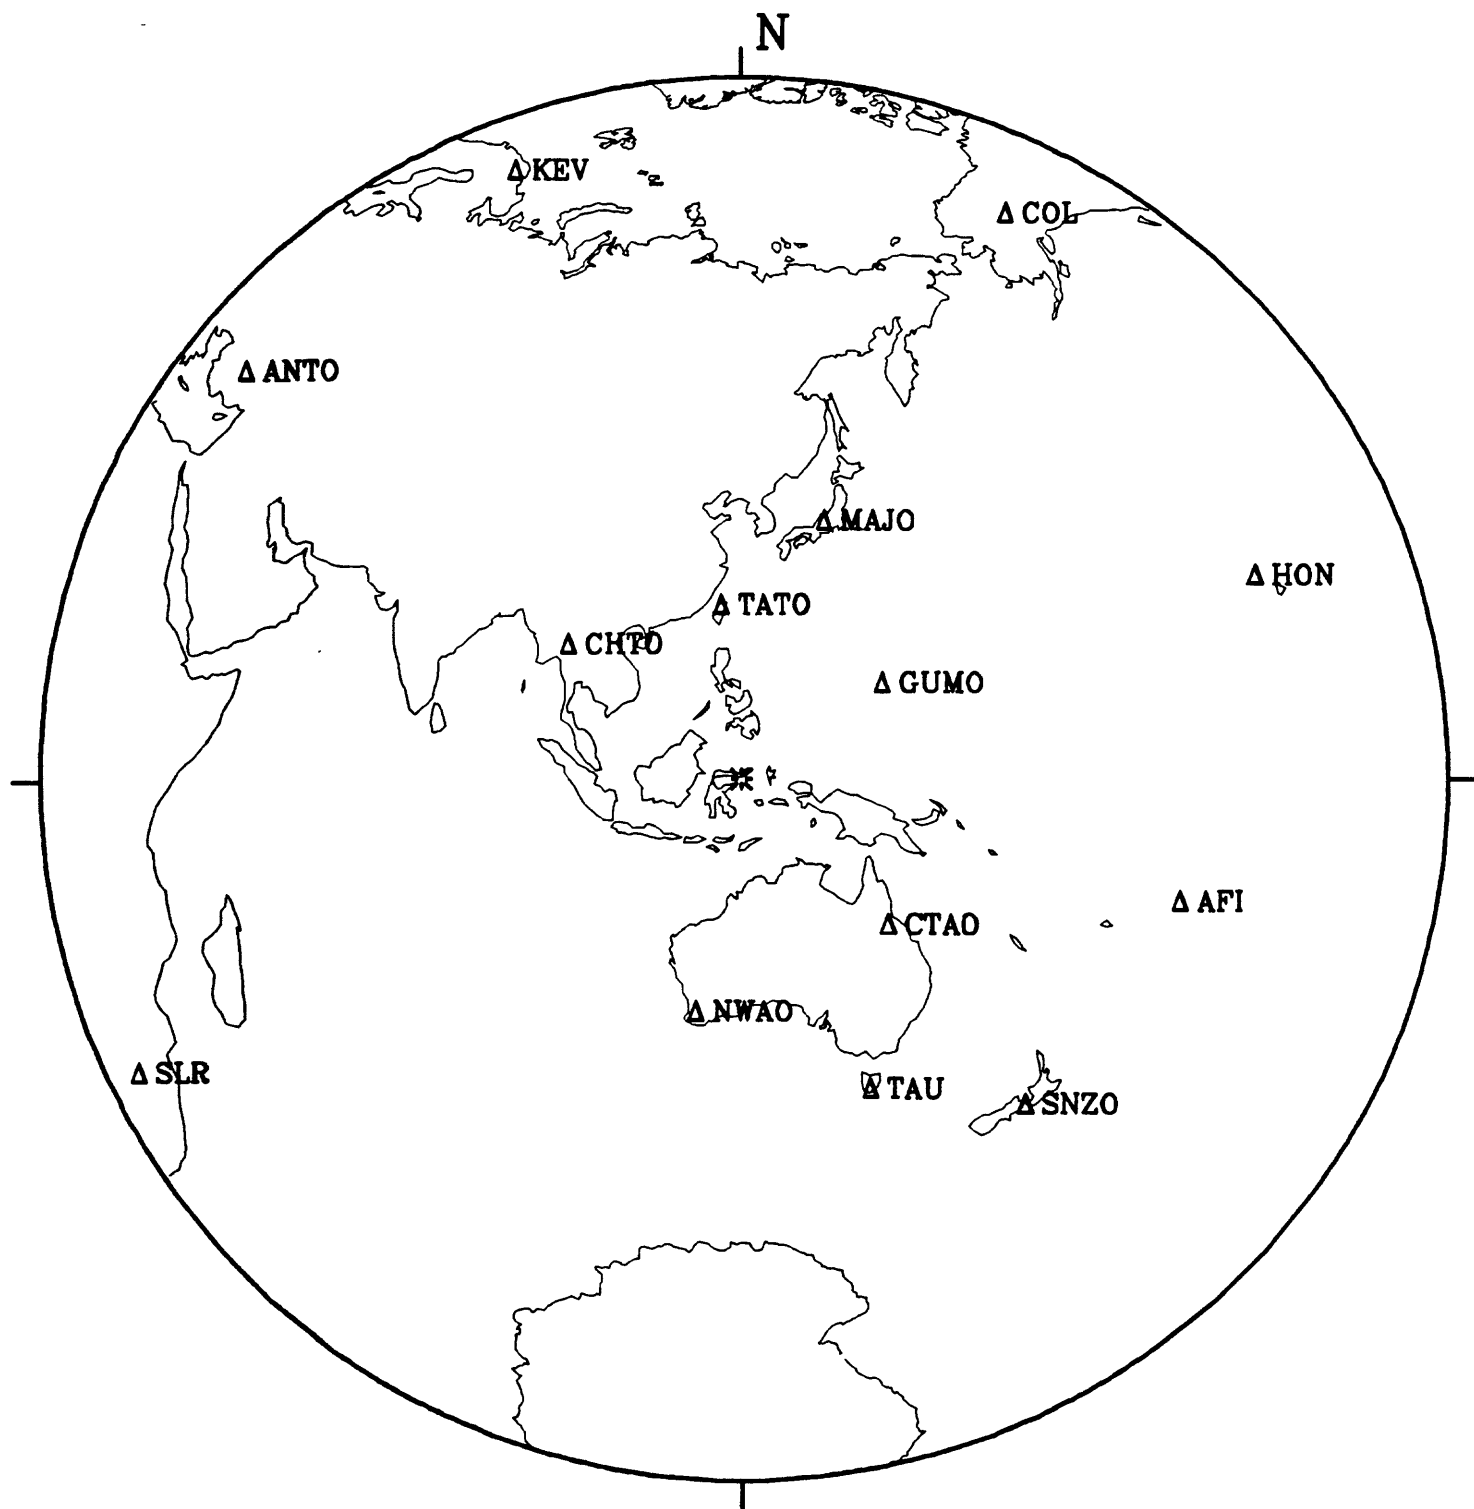 N
KEV
COL
ANTO
MAJO
HON
TATO
CHTO
GUMO
AFI
CTAO
NWAO
SLR
TAU
SNZO